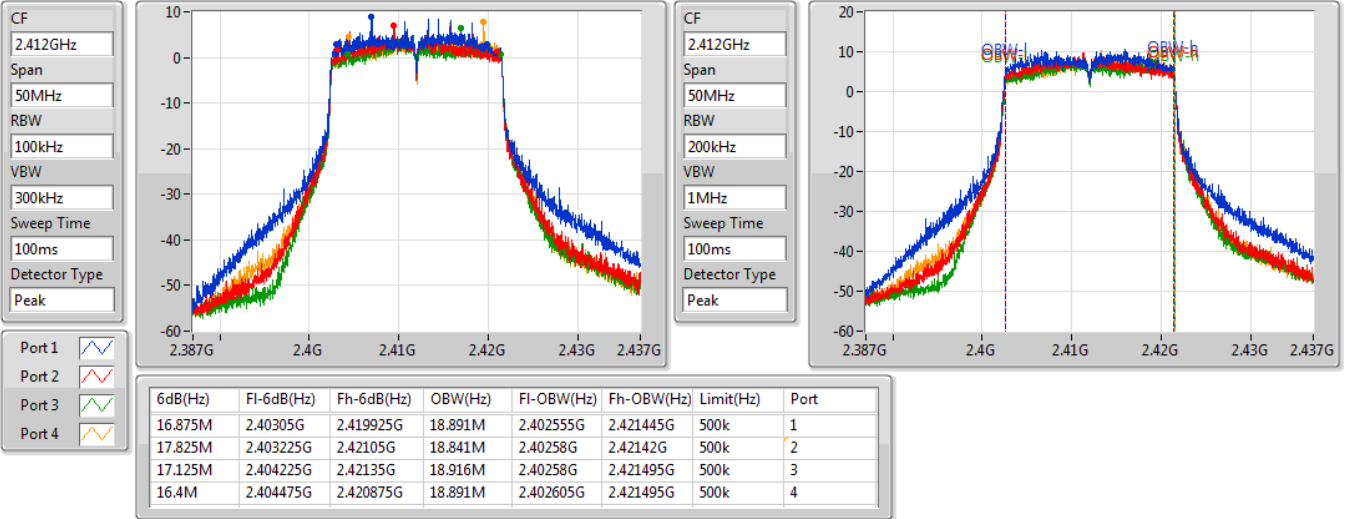 CF
2.412GHz
Span
50MHz
RBW
100kHz
VBW
300kHz
Sweep Time
100ms
Detector Type
Peak
10
0
-10
-20
-30
-40
-50
-60
2.387G 2.4G 2.41G 2.42G 2.43G 2.437G
CF
2.412GHz
Span
50MHz
RBW
200kHz
VBW
1MHz
Sweep Time
100ms
Detector Type
Peak
20
10
0
-10
-20
-30
-40
-50
-60
OBW-l OBW-h
2.387G 2.4G 2.41G 2.42G 2.43G 2.437G
Port 1
Port 2
Port 3
Port 4
6dB(Hz) Fl-6dB(Hz) Fh-6dB(Hz) OBW(Hz) Fl-OBW(Hz) Fh-OBW(Hz) Limit(Hz) Port
16.875M 2.40305G 2.419925G 18.891M 2.402555G 2.421445G 500k 1
17.825M 2.403225G 2.42105G 18.841M 2.40258G 2.42142G 500k 2
17.125M 2.404225G 2.42135G 18.916M 2.40258G 2.421495G 500k 3
16.4M 2.404475G 2.420875G 18.891M 2.402605G 2.421495G 500k 4